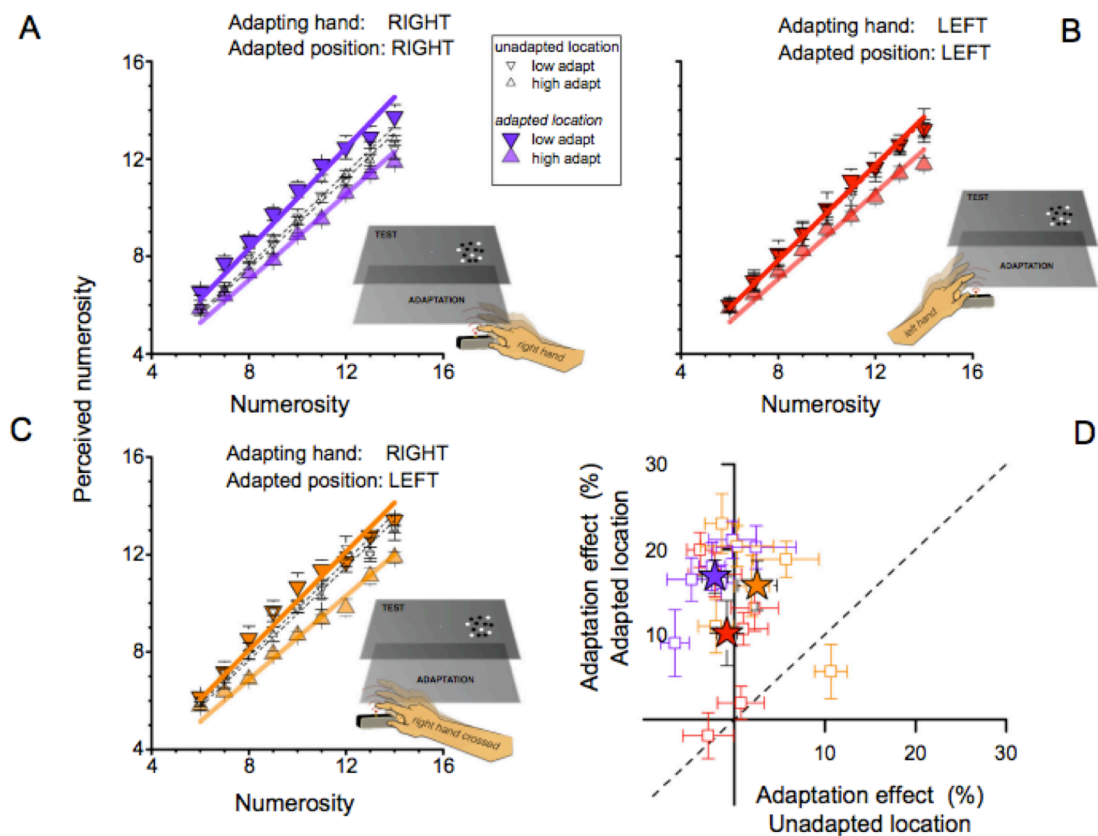 A
Adapting hand: RIGHT
Adapted position: RIGHT
unadapted location
low adapt
high adapt
adapted location
low adapt
high adapt
16
12
8
4
4 8 12 16
Numerosity
TEST
ADAPTATION
right hand
B
Adapting hand: LEFT
Adapted position: LEFT
16
12
8
4
4 8 12 16
Numerosity
TEST
ADAPTATION
left hand
Perceived numerosity
C
Adapting hand: RIGHT
Adapted position: LEFT
16
12
8
4
4 8 12 16
Numerosity
TEST
ADAPTATION
right hand crossed
D
Adaptation effect (%)
Adapted location
30
20
10
10 30
Adaptation effect (%)
Unadapted location